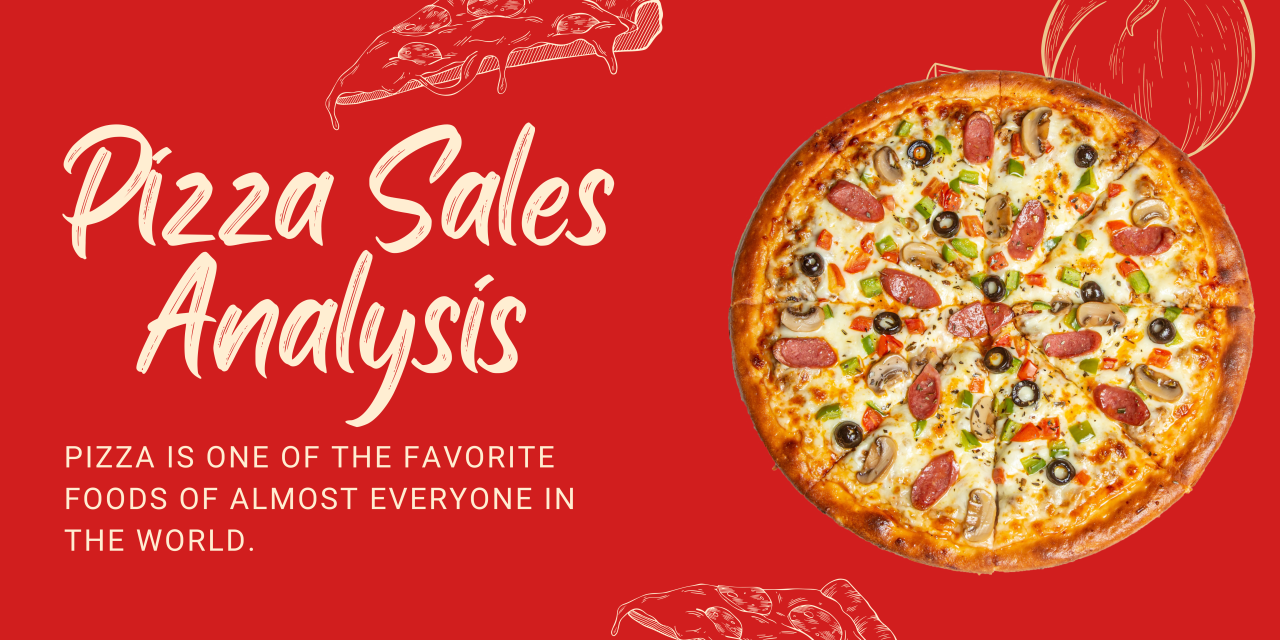 Pizza Sales
Analysis
PIZZA IS ONE OF THE FAVORITE
FOODS OF ALMOST EVERYONE IN
THE WORLD.